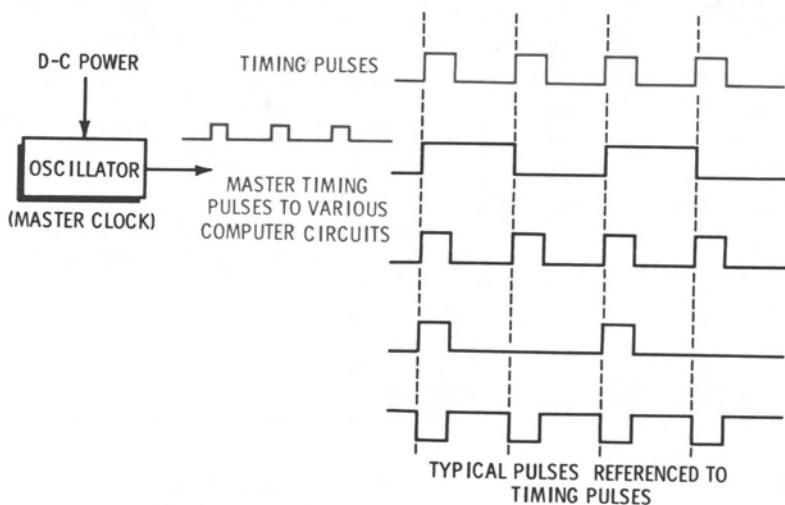 D-C POWER
TIMING PULSES
OSCILLATOR
(MASTER CLOCK)
MASTER TIMING
PULSES TO VARIOUS
COMPUTER CIRCUITS
TYPICAL PULSES REFERENCED TO
TIMING PULSES